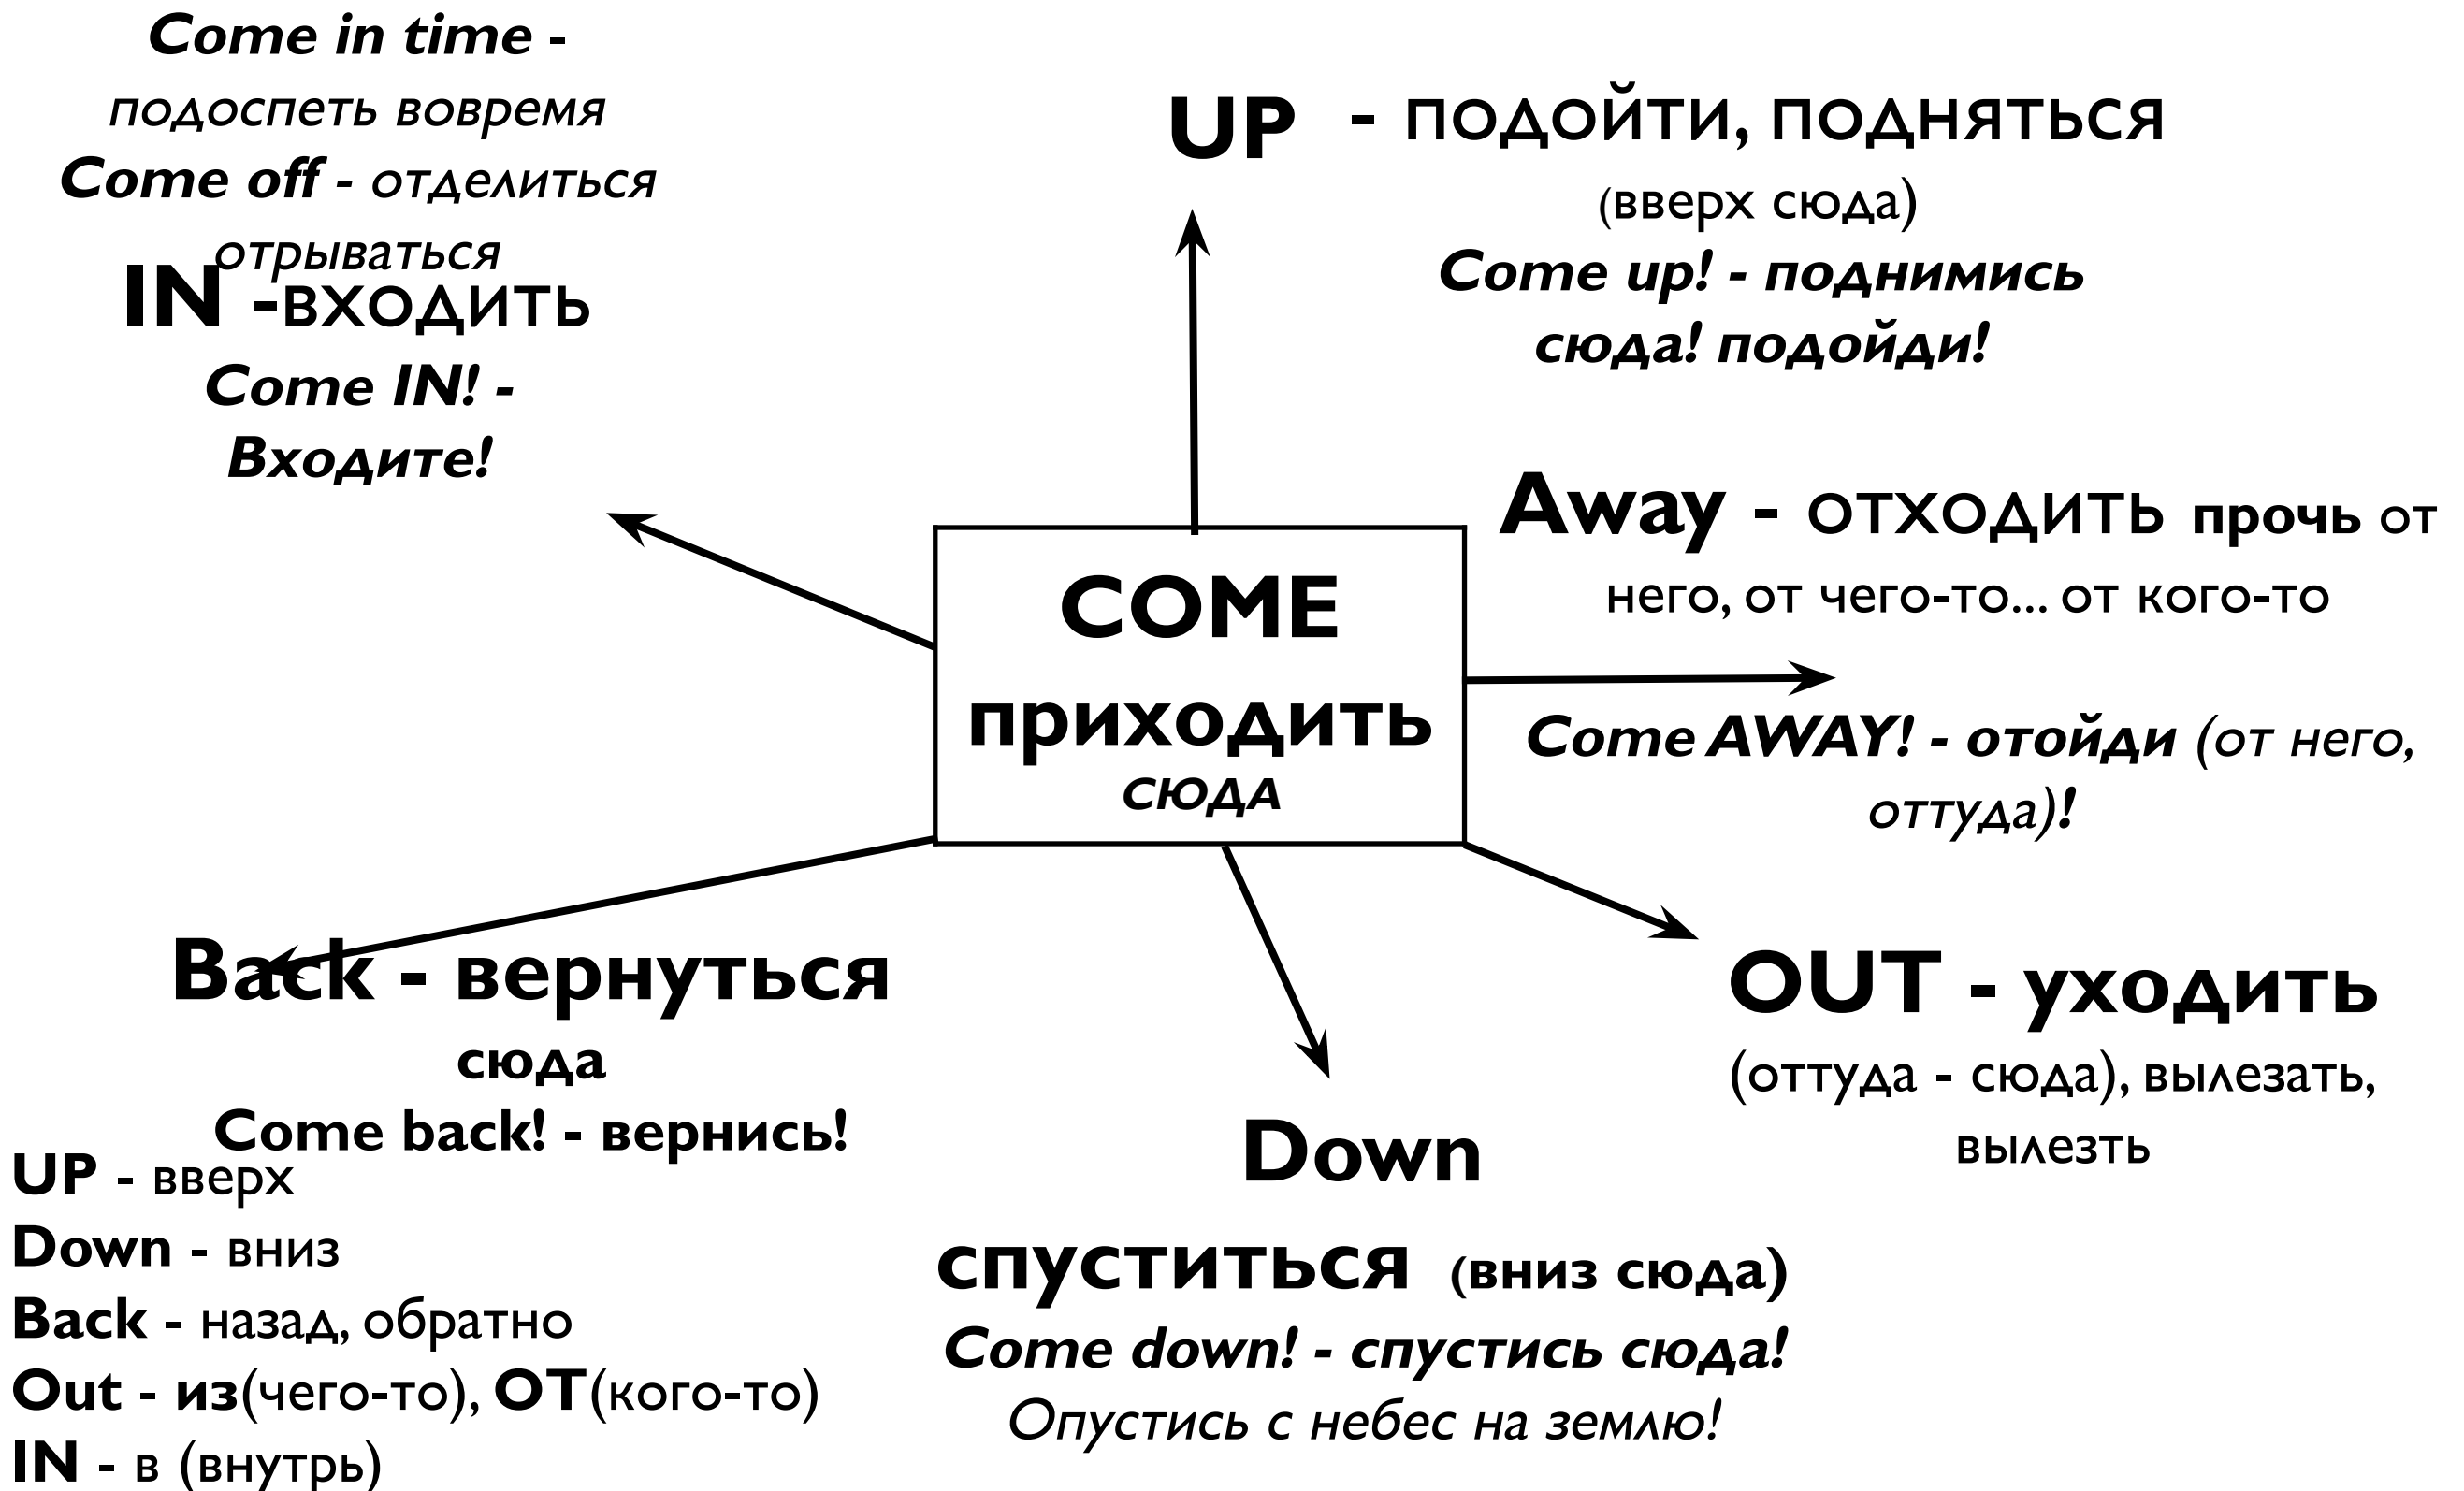 Come in time -
подоспеть вовремя
Come off - отделиться
отрываться
IN -входить
Come IN! -
Входите!
UP - подойти, подняться
(вверх сюда)
Come up! - поднимись
сюда! подойди!
Away - отходить прочь от
него, от чего-то... от кого-то
Come AWAY! - отойди (от него,
оттуда)!
COME
приходить
СЮДА
Back - вернуться
сюда
Come back! - вернись!
OUT - уходить
(оттуда - сюда), вылезать,
вылезть
Down
спуститься (вниз сюда)
Come down! - спустись сюда!
Опустись с небес на землю!
UP - вверх
Down - вниз
Back - назад, обратно
Out - из(чего-то), ОТ(кого-то)
IN - в (внутрь)